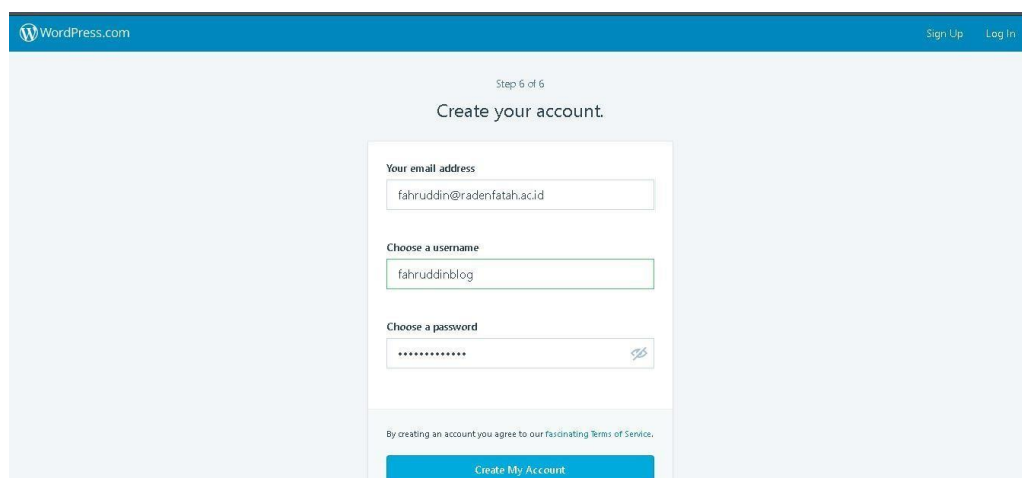 WordPress.com
Sign Up Log In
Step 6 of 6
Create your account.
Your email address
fahruddin@radenfatah.ac.id
Choose a username
fahruddinblog
Choose a password
•••••••••••••
By creating an account you agree to our fascinating Terms of Service.
Create My Account